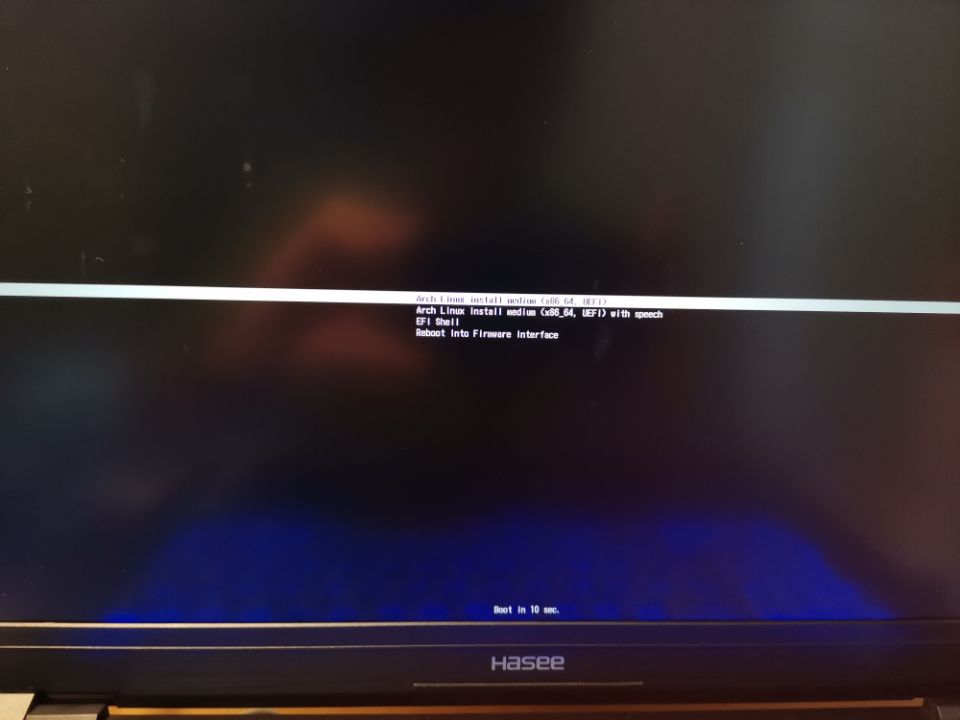 Arch Linux install medium (x86_64, UEFI)
Arch Linux install medium (x86_64, UEFI) with speech
EFI Shell
Reboot Into Firmware Interface
Boot in 10 sec.
Hasee